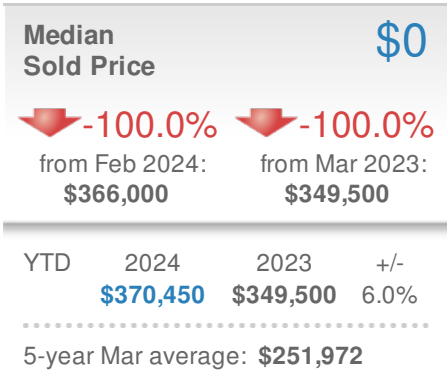 Median $0
Sold Price
-100.0% -100.0%
from Feb 2024: from Mar 2023:
$366,000 $349,500
YTD 2024 2023 +/-
$370,450 $349,500 6.0%
5-year Mar average: $251,972